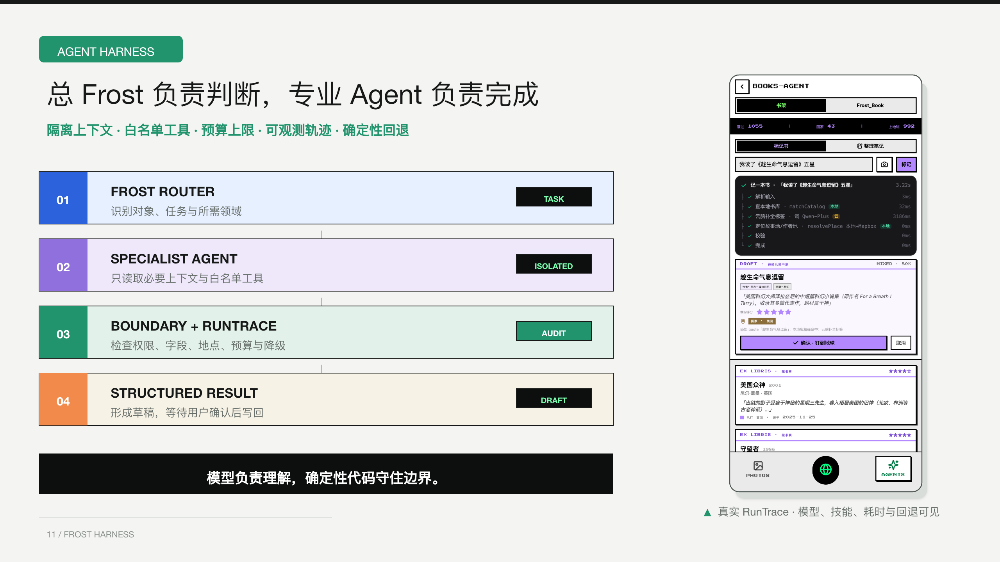 AGENT HARNESS
总 Frost 负责判断，专业 Agent 负责完成
隔离上下文 · 白名单工具 · 预算上限 · 可观测轨迹 · 确定性回退
01
FROST ROUTER
识别对象、任务与所需领域
TASK
02
SPECIALIST AGENT
只读取必要上下文与白名单工具
ISOLATED
03
BOUNDARY + RUNTRACE
检查权限、字段、地点、预算与降级
AUDIT
04
STRUCTURED RESULT
形成草稿，等待用户确认后写回
DRAFT
模型负责理解，确定性代码守住边界。
11 / FROST HARNESS
BOOKS-AGENT
书架 Frost_Book
读过 1055 国家 43 上地球 992
标记书 整理笔记
我读了《趁生命气息逗留》五星 标记
记一本书 · 「我读了《趁生命气息逗留》五星」 3.22s
解析输入 3ms
查本地书库 · matchCatalog 本地 32ms
云脑补全标签 · 调 Qwen-Plus 云 3186ms
定位故事地/作者地 · resolvePlace 本地→Mapbox 本地 0ms
校验 0ms
完成 0ms
DRAFT · 待确认藏书票 MIXED · 80%
趁生命气息逗留
作者 · 罗杰·泽拉兹尼 类型 · 科幻
「美国科幻大师泽拉兹尼的中短篇科幻小说集（原作名 For a Breath I
Tarry），收录其多篇代表作，题材富于神」
我的评分 ★★★★★
国家 · 美国
感知:quote「趁生命气息逗留」；本地库精确命中；云脑补全标签
确认 · 钉到地球 取消
EX LIBRIS · 藏书票 ★★★★☆
美国众神 2001
尼尔·盖曼 · 英国
「出狱的影子受雇于神秘的星期三先生，卷入栖居美国的旧神（北欧、非洲等
古老神祇）...」
已钉 英国 · 读于 2025-11-25
EX LIBRIS · 藏书票 ★★★★★
守望者 1986
PHOTOS
AGENTS
▲ 真实 RunTrace · 模型、技能、耗时与回退可见